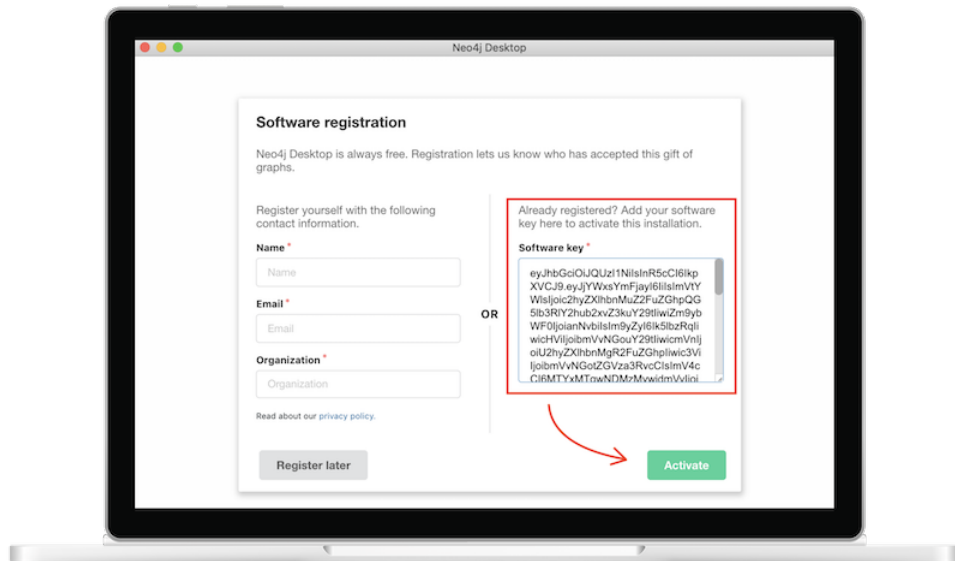 Neo4j Desktop
Software registration
Neo4j Desktop is always free. Registration lets us know who has accepted this gift of
graphs.
Register yourself with the following
contact information.
Name *
Name
Email *
Email
Organization *
Organization
Read about our privacy policy.
Register later
OR
Already registered? Add your software
key here to activate this installation.
Software key *
eyJhbGciOiJQUzI1NiIsInR5cCI6Ikp
XVCJ9.eyJjYWxsYmFjayI6IiIsImVtY
WlsIjoic2hyZXlhbnMuZ2FuZGhpQG
5lb3RlY2hub2xvZ3kuY29tIiwiZm9yb
WF0IjoianNvbiIsIm9yZyI6Ik5lbzRqIi
wicHViIjoibmVvNGouY29tIiwicmVnIj
oiU2hyZXlhbnMgR2FuZGhpIiwic3Vi
IjoibmVvNGotZGVza3RvcCIsImV4c
CI6MTYxMTgwNDMzMywidmVyIjoi
Activate